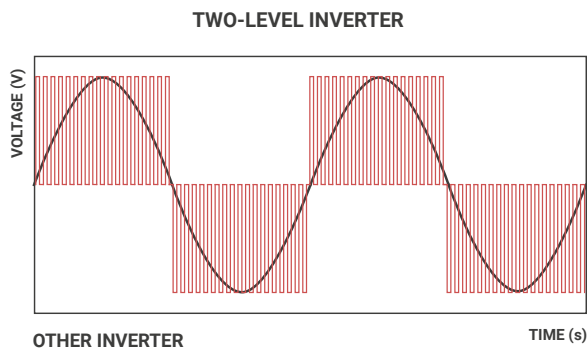 TWO-LEVEL INVERTER
VOLTAGE (V)
TIME (s)
OTHER INVERTER